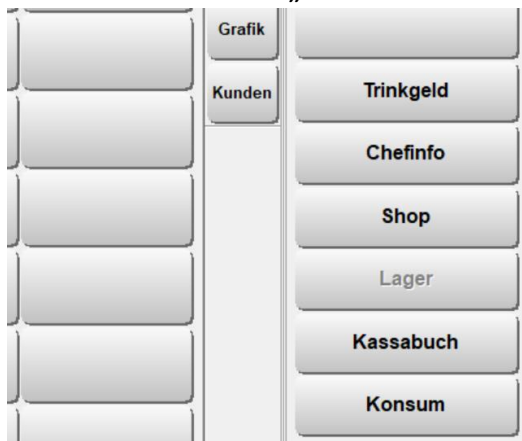 Grafik
Kunden
Trinkgeld
Chefinfo
Shop
Lager
Kassabuch
Konsum